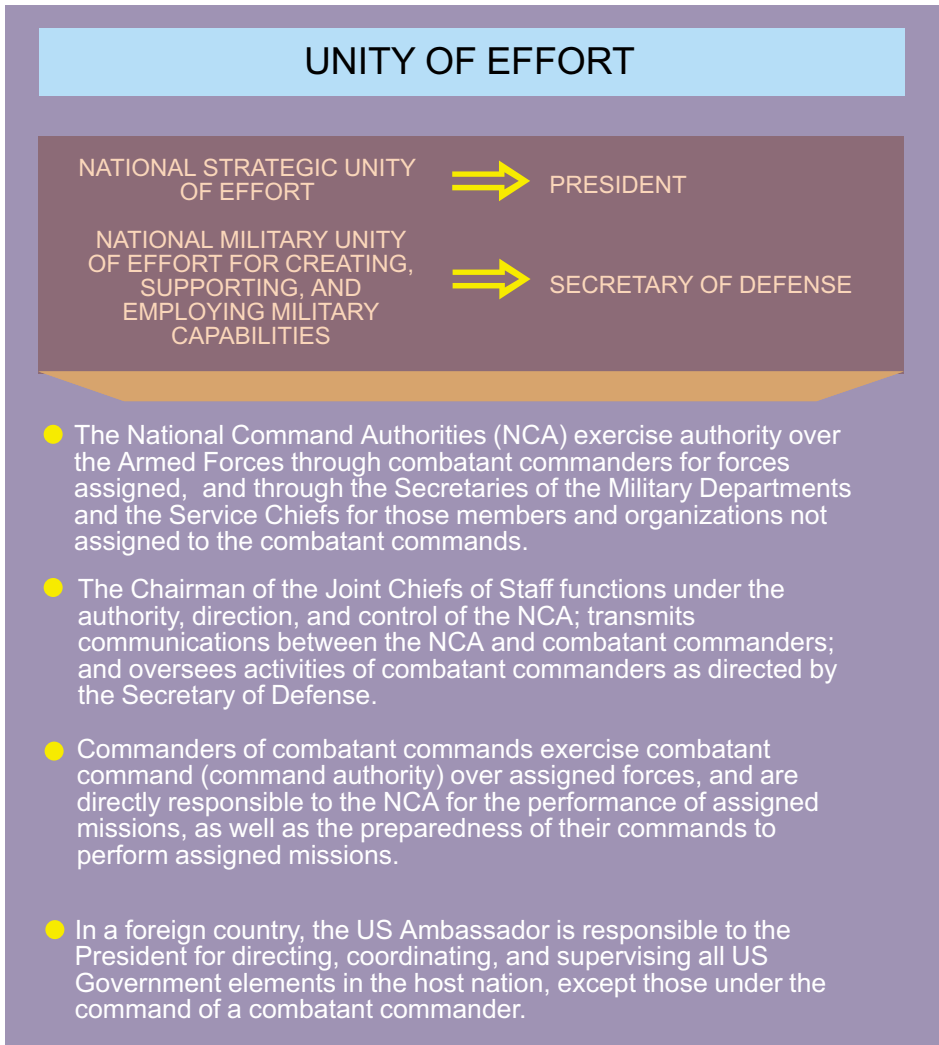 UNITY OF EFFORT
NATIONAL STRATEGIC UNITY
OF EFFORT
PRESIDENT
NATIONAL MILITARY UNITY
OF EFFORT FOR CREATING,
SUPPORTING, AND
EMPLOYING MILITARY
CAPABILITIES
SECRETARY OF DEFENSE
The National Command Authorities (NCA) exercise authority over
the Armed Forces through combatant commanders for forces
assigned,  and through the Secretaries of the Military Departments
and the Service Chiefs for those members and organizations not
assigned to the combatant commands.
The Chairman of the Joint Chiefs of Staff functions under the
authority, direction, and control of the NCA; transmits
communications between the NCA and combatant commanders;
and oversees activities of combatant commanders as directed by
the Secretary of Defense.
Commanders of combatant commands exercise combatant
command (command authority) over assigned forces, and are
directly responsible to the NCA for the performance of assigned
missions, as well as the preparedness of their commands to
perform assigned missions.
In a foreign country, the US Ambassador is responsible to the
President for directing, coordinating, and supervising all US
Government elements in the host nation, except those under the
command of a combatant commander.